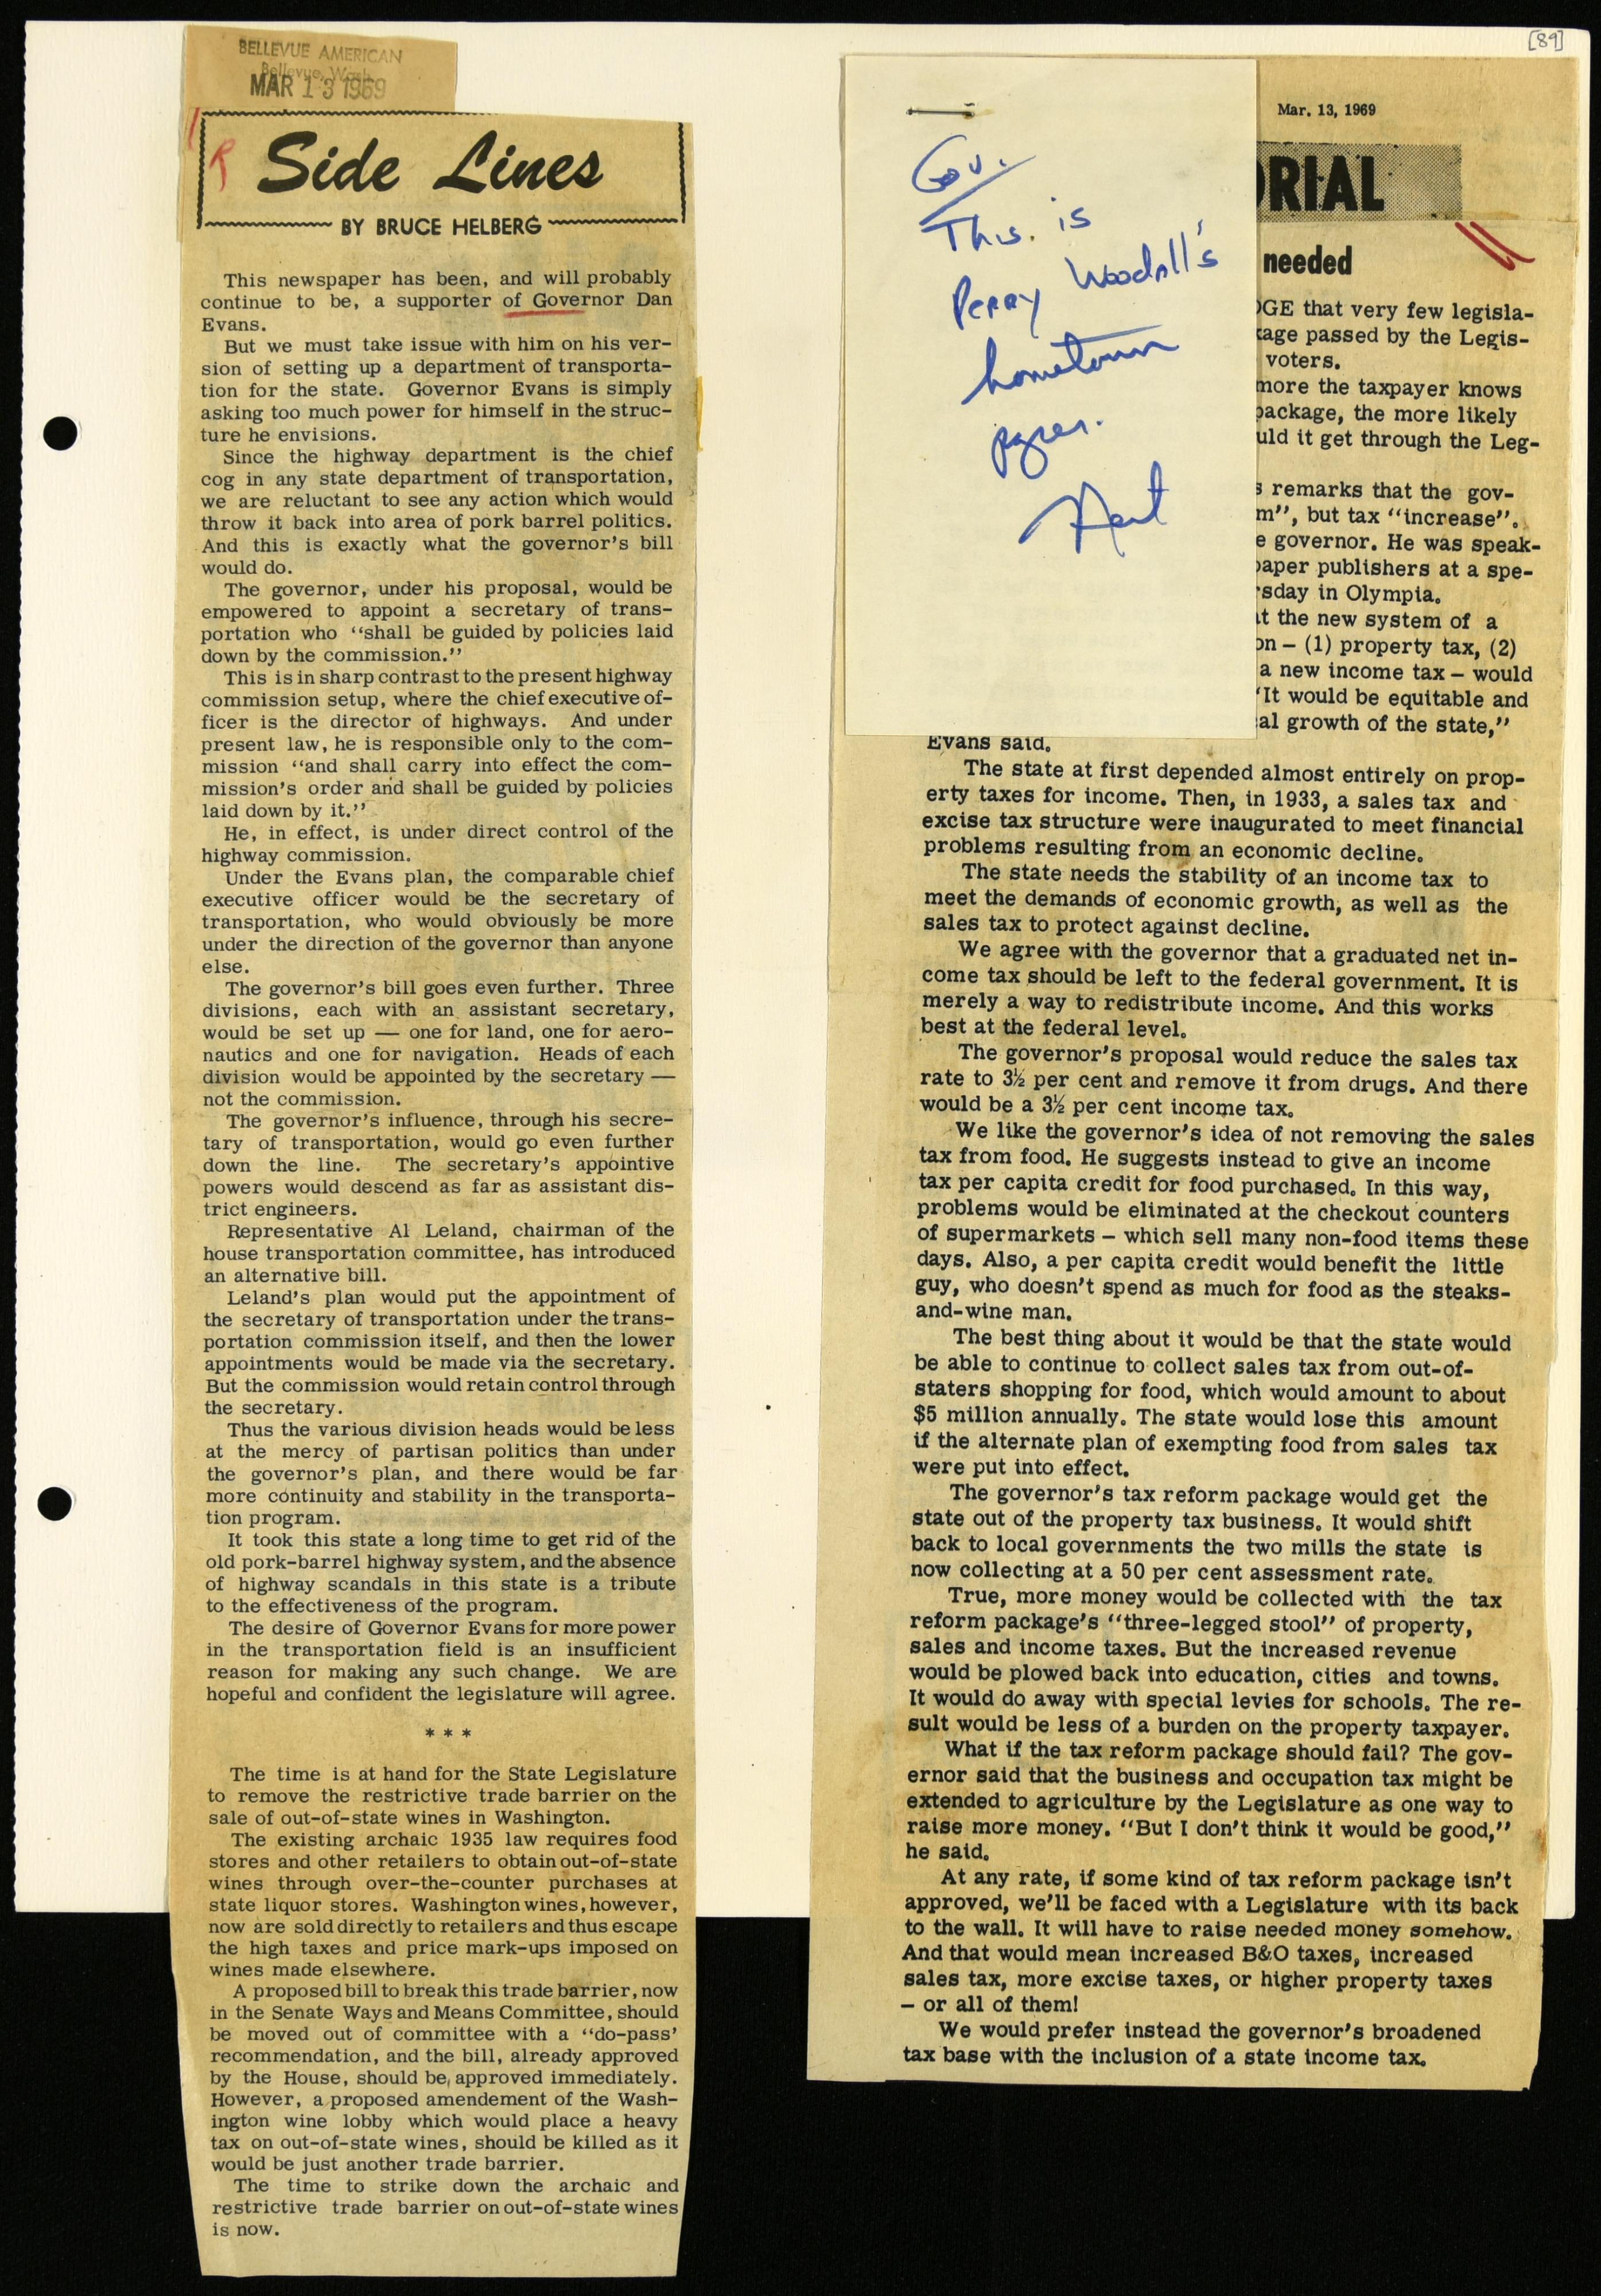 [89]
BELLEVUE AMERICAN
Bellevue, Wash.
MAR 13 1969
R
Side Lines
BY BRUCE HELBERG
This newspaper has been, and will probably
continue to be, a supporter of Governor Dan
Evans.
But we must take issue with him on his ver-
sion of setting up a department of transporta-
tion for the state. Governor Evans is simply
asking too much power for himself in the struc-
ture he envisions.
Since the highway department is the chief
cog in any state department of transportation,
we are reluctant to see any action which would
throw it back into area of pork barrel politics.
And this is exactly what the governor's bill
would do.
The governor, under his proposal, would be
empowered to appoint a secretary of trans-
portation who "shall be guided by policies laid
down by the commission."
This is in sharp contrast to the present highway
commission setup, where the chief executive of-
ficer is the director of highways. And under
present law, he is responsible only to the com-
mission "and shall carry into effect the com-
mission's order and shall be guided by policies
laid down by it."
He, in effect, is under direct control of the
highway commission.
Under the Evans plan, the comparable chief
executive officer would be the secretary of
transportation, who would obviously be more
under the direction of the governor than anyone
else.
The governor's bill goes even further. Three
divisions, each with an assistant secretary,
would be set up — one for land, one for aero-
nautics and one for navigation. Heads of each
division would be appointed by the secretary —
not the commission.
The governor's influence, through his secre-
tary of transportation, would go even further
down the line. The secretary's appointive
powers would descend as far as assistant dis-
trict engineers.
Representative Al Leland, chairman of the
house transportation committee, has introduced
an alternative bill.
Leland's plan would put the appointment of
the secretary of transportation under the trans-
portation commission itself, and then the lower
appointments would be made via the secretary.
But the commission would retain control through
the secretary.
Thus the various division heads would be less
at the mercy of partisan politics than under
the governor's plan, and there would be far
more continuity and stability in the transporta-
tion program.
It took this state a long time to get rid of the
old pork-barrel highway system, and the absence
of highway scandals in this state is a tribute
to the effectiveness of the program.
The desire of Governor Evans for more power
in the transportation field is an insufficient
reason for making any such change. We are
hopeful and confident the legislature will agree.
* * *
The time is at hand for the State Legislature
to remove the restrictive trade barrier on the
sale of out-of-state wines in Washington.
The existing archaic 1935 law requires food
stores and other retailers to obtain out-of-state
wines through over-the-counter purchases at
state liquor stores. Washington wines, however,
now are sold directly to retailers and thus escape
the high taxes and price mark-ups imposed on
wines made elsewhere.
A proposed bill to break this trade barrier, now
in the Senate Ways and Means Committee, should
be moved out of committee with a "do-pass'
recommendation, and the bill, already approved
by the House, should be approved immediately.
However, a proposed amendement of the Wash-
ington wine lobby which would place a heavy
tax on out-of-state wines, should be killed as it
would be just another trade barrier.
The time to strike down the archaic and
restrictive trade barrier on out-of-state wines
is now.
Gov.
This is
Perry Woodall's
hometown
paper.
Mar. 13, 1969
ORIAL
needed
GE that very few legisla-
age passed by the Legis-
voters.
more the taxpayer knows
package, the more likely
uld it get through the Leg-
s remarks that the gov-
m", but tax "increase".
e governor. He was speak-
paper publishers at a spe-
rsday in Olympia.
at the new system of a
on – (1) property tax, (2)
a new income tax – would
"It would be equitable and
al growth of the state,"
Evans said.
The state at first depended almost entirely on prop-
erty taxes for income. Then, in 1933, a sales tax and
excise tax structure were inaugurated to meet financial
problems resulting from an economic decline.
The state needs the stability of an income tax to
meet the demands of economic growth, as well as the
sales tax to protect against decline.
We agree with the governor that a graduated net in-
come tax should be left to the federal government. It is
merely a way to redistribute income. And this works
best at the federal level.
The governor's proposal would reduce the sales tax
rate to 3½ per cent and remove it from drugs. And there
would be a 3½ per cent income tax.
We like the governor's idea of not removing the sales
tax from food. He suggests instead to give an income
tax per capita credit for food purchased. In this way,
problems would be eliminated at the checkout counters
of supermarkets – which sell many non-food items these
days. Also, a per capita credit would benefit the little
guy, who doesn't spend as much for food as the steaks-
and-wine man.
The best thing about it would be that the state would
be able to continue to collect sales tax from out-of-
staters shopping for food, which would amount to about
$5 million annually. The state would lose this amount
if the alternate plan of exempting food from sales tax
were put into effect.
The governor's tax reform package would get the
state out of the property tax business. It would shift
back to local governments the two mills the state is
now collecting at a 50 per cent assessment rate.
True, more money would be collected with the tax
reform package's "three-legged stool" of property,
sales and income taxes. But the increased revenue
would be plowed back into education, cities and towns.
It would do away with special levies for schools. The re-
sult would be less of a burden on the property taxpayer.
What if the tax reform package should fail? The gov-
ernor said that the business and occupation tax might be
extended to agriculture by the Legislature as one way to
raise more money. "But I don't think it would be good,"
he said.
At any rate, if some kind of tax reform package isn't
approved, we'll be faced with a Legislature with its back
to the wall. It will have to raise needed money somehow.
And that would mean increased B&O taxes, increased
sales tax, more excise taxes, or higher property taxes
– or all of them!
We would prefer instead the governor's broadened
tax base with the inclusion of a state income tax.